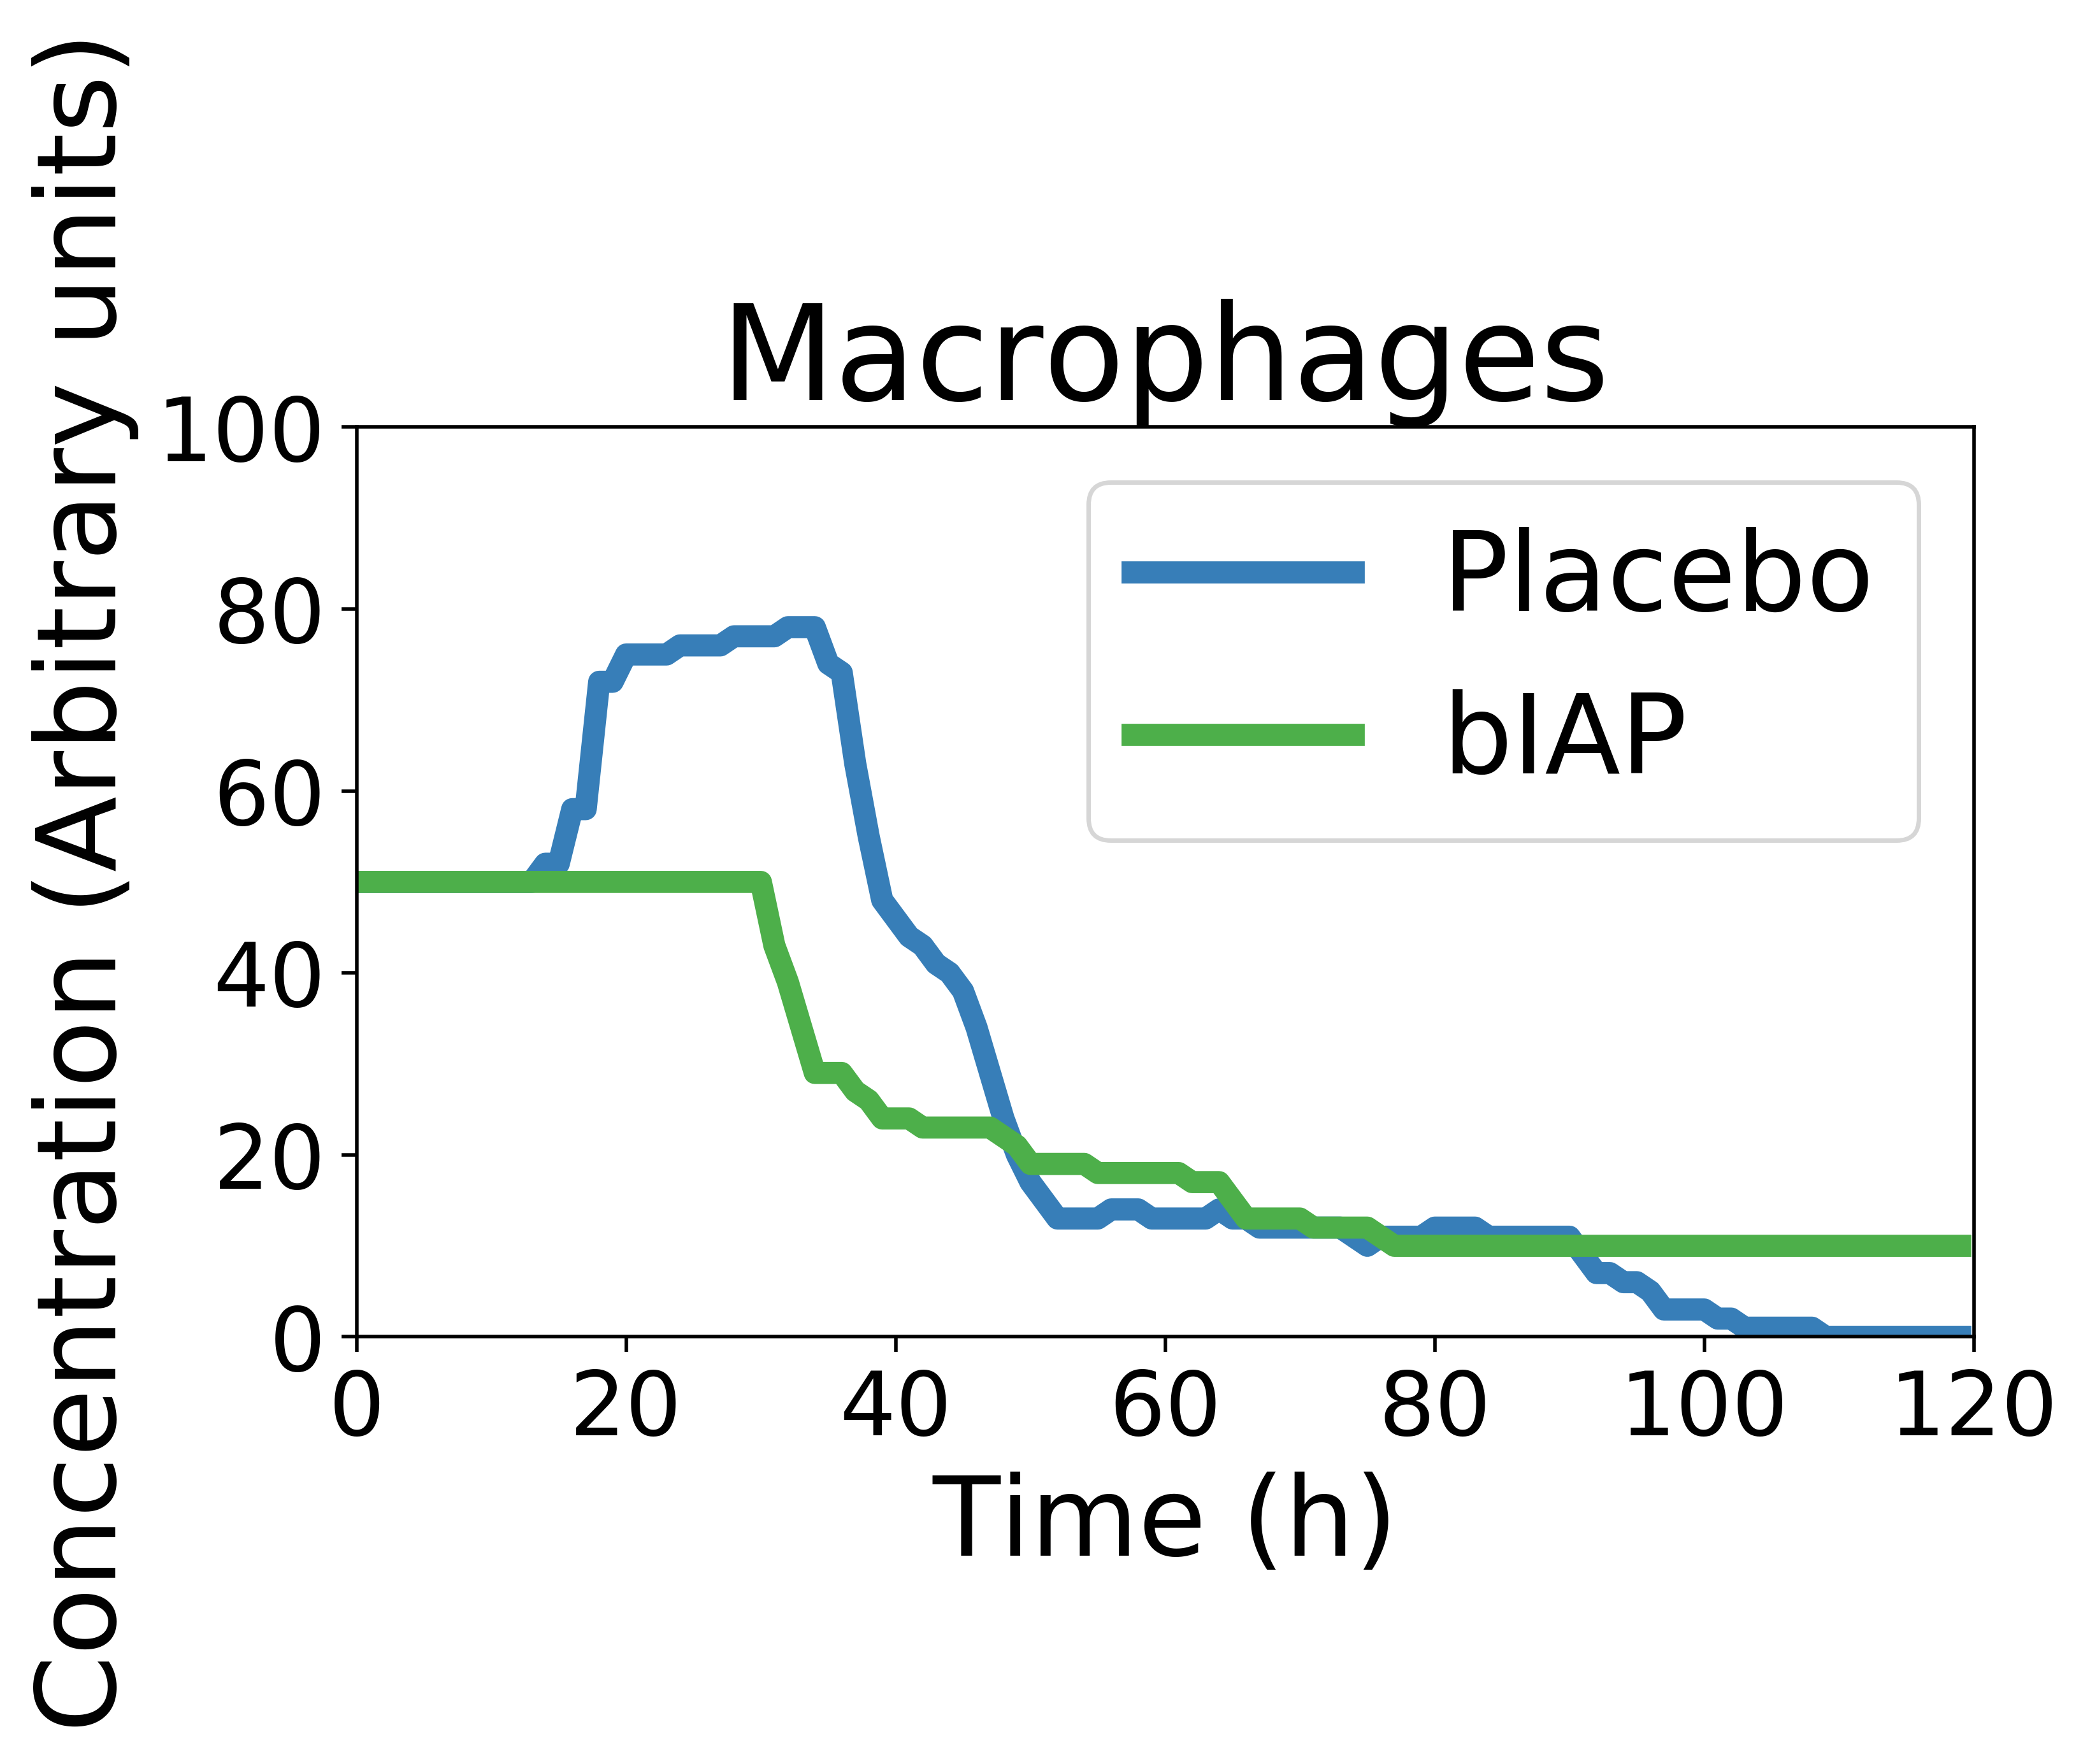 Macrophages
Concentration (Arbitrary units)
100
80
60
40
20
0
Placebo
bIAP
0 20 40 60 80 100 120
Time (h)